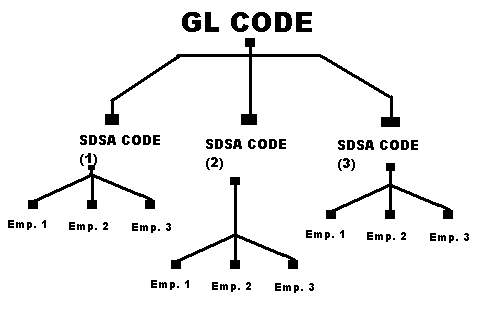 GL CODE
SDSA CODE
(1)
SDSA CODE
(2)
SDSA CODE
(3)
Emp. 1
Emp. 2
Emp. 3
Emp. 1
Emp. 2
Emp. 3
Emp. 1
Emp. 2
Emp. 3